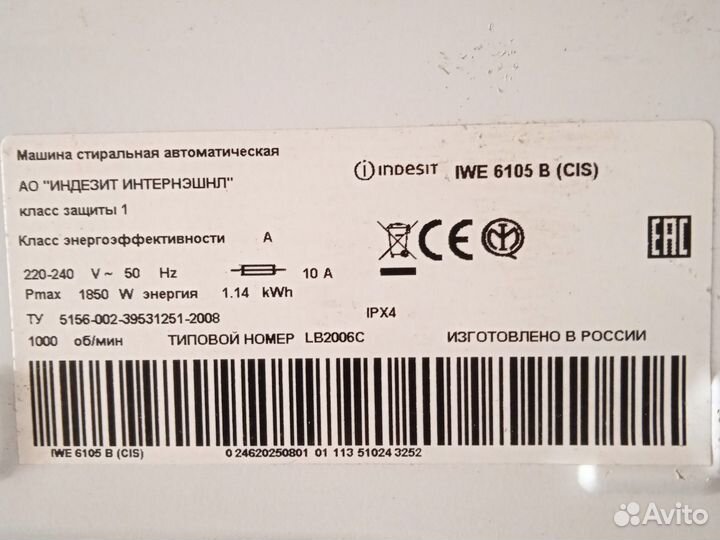 Машина стиральная автоматическая
АО "ИНДЕЗИТ ИНТЕРНЭШНЛ"
indesit IWE 6105 B (CIS)
класс защиты 1
Класс энергоэффективности A
CE EAC
220-240 V ~ 50 Hz 10 A
Pmax 1850 W энергия 1.14 kWh
ТУ 5156-002-39531251-2008 IPX4
1000 об/мин ТИПОВОЙ НОМЕР LB2006C ИЗГОТОВЛЕНО В РОССИИ
IWE 6105 B (CIS) 0 24620250801 01 113 51024 3252
Avito